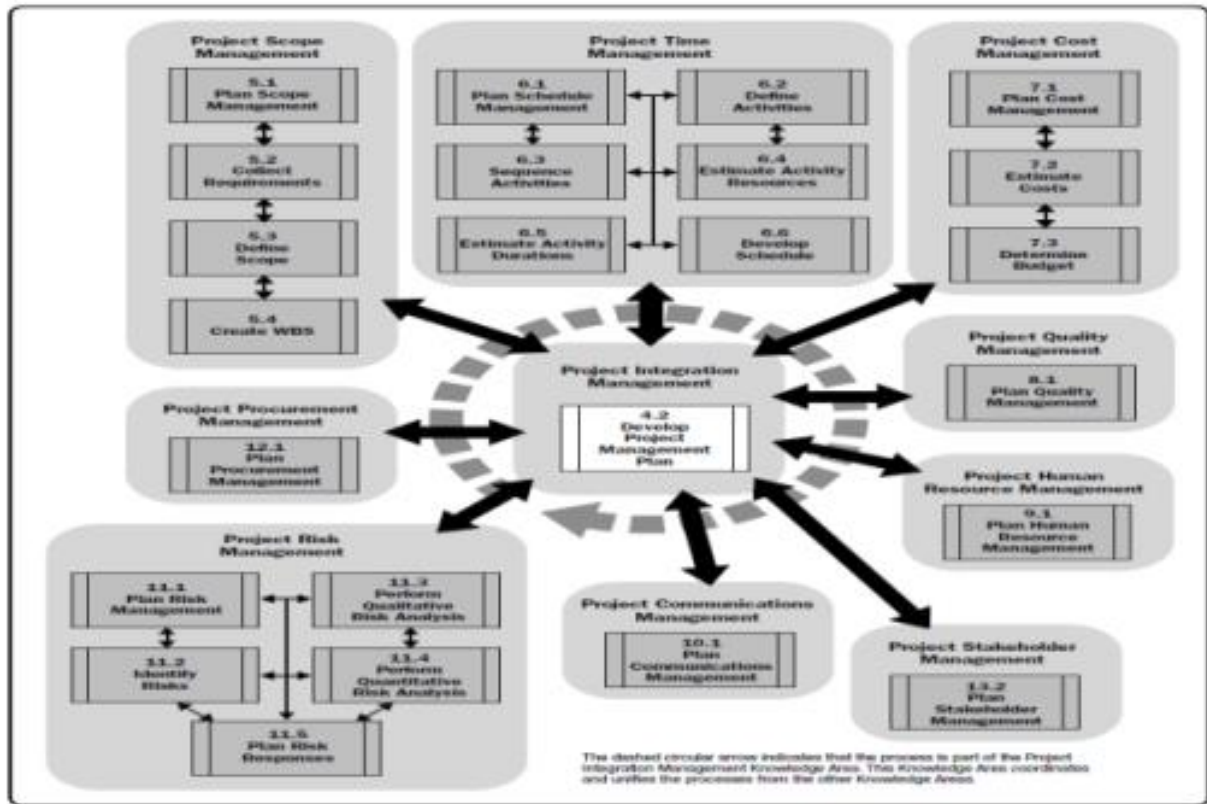 Project Scope
Management
5.1
Plan Scope
Management
5.2
Collect
Requirements
5.3
Define
Scope
5.4
Create WBS
Project Time
Management
6.1
Plan Schedule
Management
6.2
Define
Activities
6.3
Sequence
Activities
6.4
Estimate Activity
Resources
6.5
Estimate Activity
Durations
6.6
Develop
Schedule
Project Cost
Management
7.1
Plan Cost
Management
7.2
Estimate
Costs
7.3
Determine
Budget
Project Integration
Management
4.2
Develop
Project
Management
Plan
Project Quality
Management
8.1
Plan Quality
Management
Project Procurement
Management
12.1
Plan
Procurement
Management
Project Human
Resource Management
9.1
Plan Human
Resource
Management
Project Risk
Management
11.1
Plan Risk
Management
11.3
Perform
Qualitative
Risk Analysis
11.2
Identify
Risks
11.4
Perform
Quantitative
Risk Analysis
11.5
Plan Risk
Responses
Project Communications
Management
10.1
Plan
Communications
Management
Project Stakeholder
Management
13.2
Plan
Stakeholder
Management
The dashed circular arrow indicates that the process is part of the Project
Integration Management Knowledge Area. This Knowledge Area coordinates
and unifies the processes from the other Knowledge Areas.